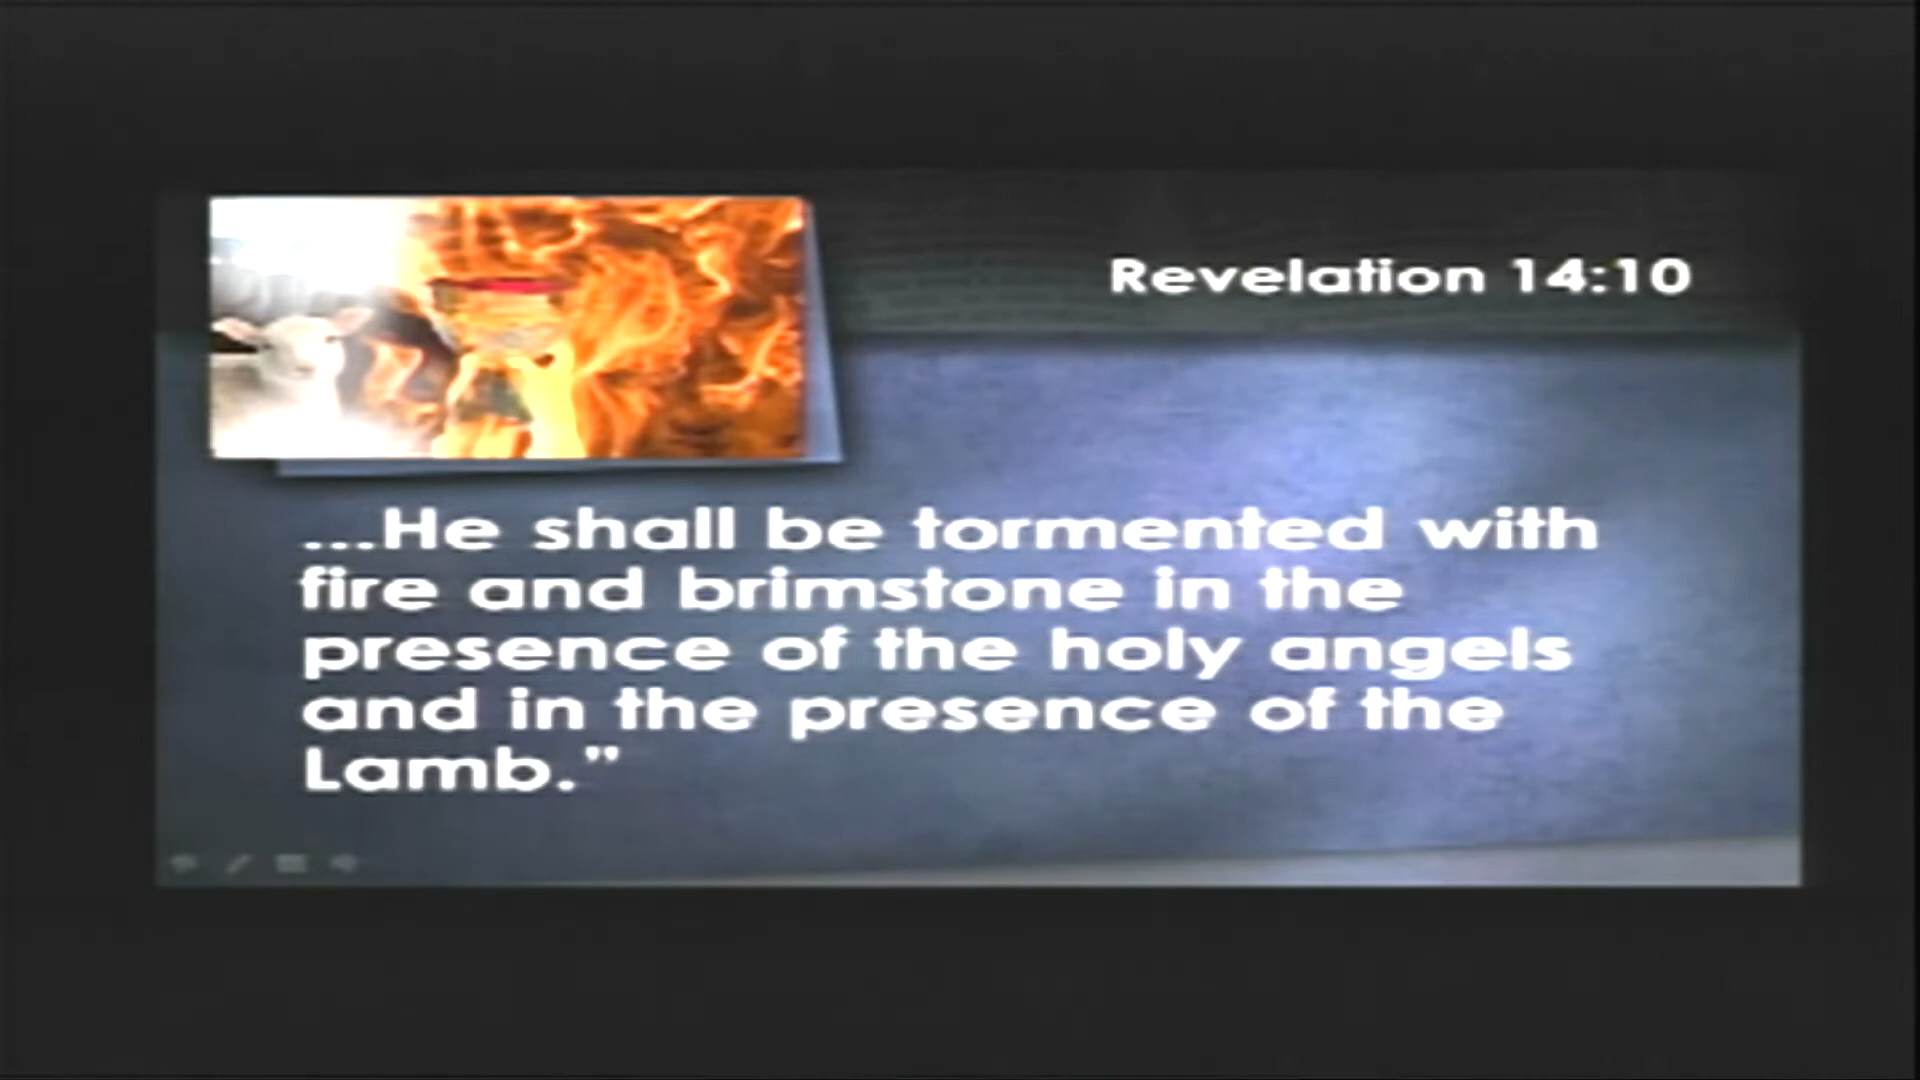 Revelation 14:10
...He shall be tormented with
fire and brimstone in the
presence of the holy angels
and in the presence of the
Lamb.”